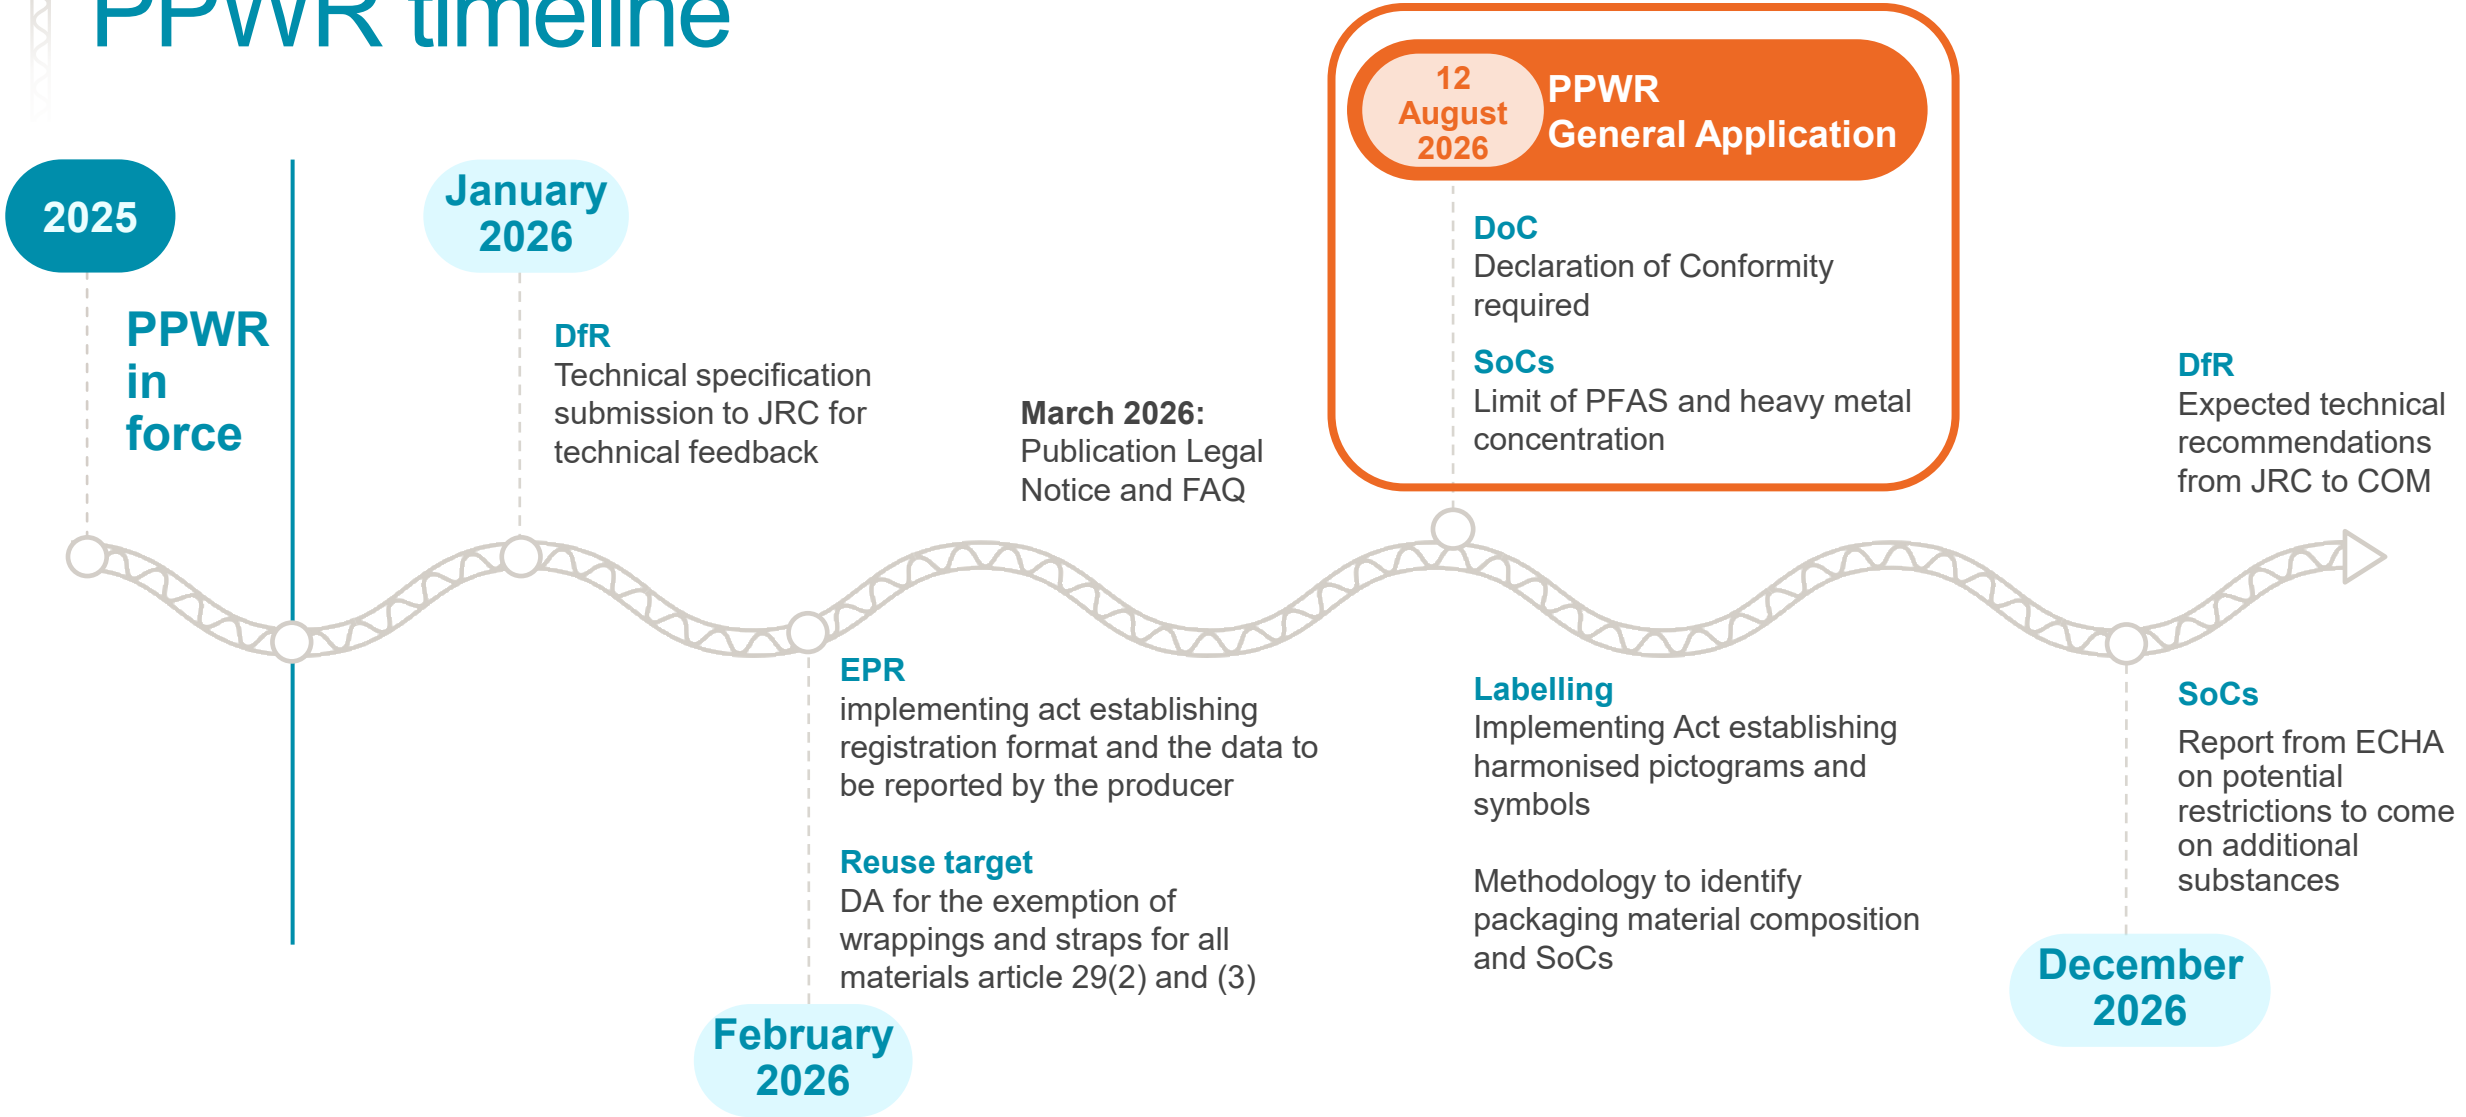 PPWR timeline
2025
PPWR
in
force
January
2026
DfR
Technical specification
submission to JRC for
technical feedback
EPR
implementing act establishing
registration format and the data to
be reported by the producer
Reuse target
DA for the exemption of
wrappings and straps for all
materials article 29(2) and (3)
February
2026
March 2026:
Publication Legal
Notice and FAQ
12
August
2026
PPWR
General Application
DoC
Declaration of Conformity
required
SoCs
Limit of PFAS and heavy metal
concentration
Labelling
Implementing Act establishing
harmonised pictograms and
symbols
Methodology to identify
packaging material composition
and SoCs
DfR
Expected technical
recommendations
from JRC to COM
SoCs
Report from ECHA
on potential
restrictions to come
on additional
substances
December
2026